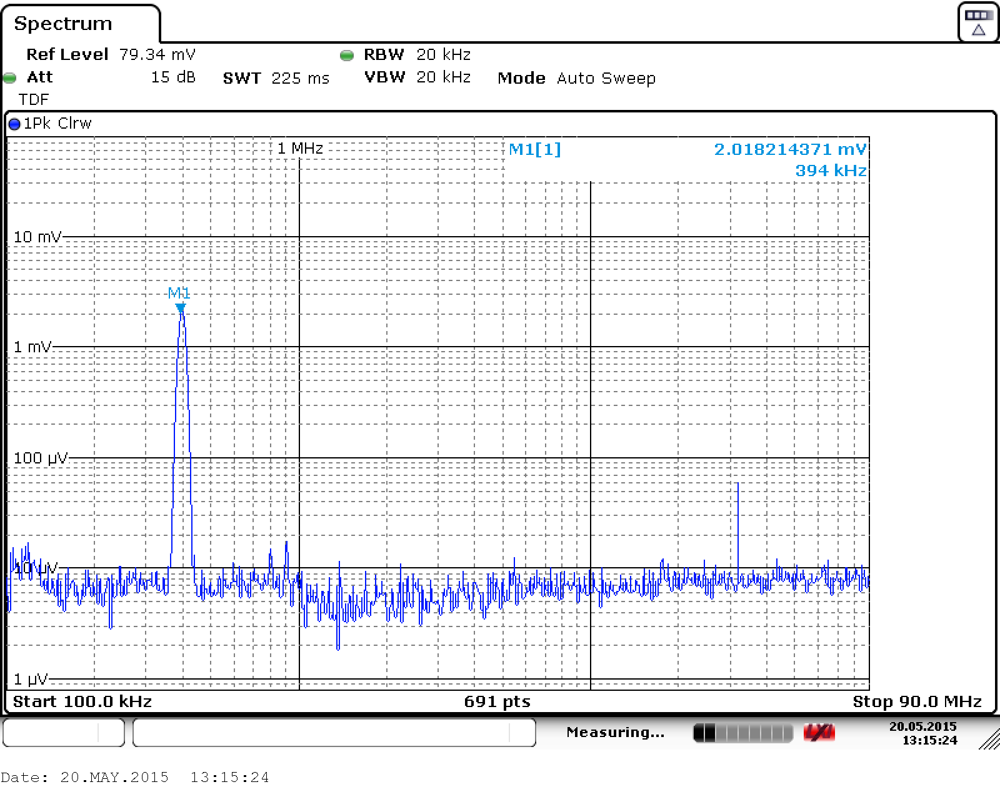 Spectrum
Ref Level 79.34 mV RBW 20 kHz
Att 15 dB SWT 225 ms VBW 20 kHz Mode Auto Sweep
TDF
1Pk Clrw
1 MHz M1[1] 2.018214371 mV
394 kHz
10 mV
M1
1 mV
100 µV
10 µV
1 µV
Start 100.0 kHz 691 pts Stop 90.0 MHz
Measuring... LXI 20.05.2015
13:15:24
Date: 20.MAY.2015 13:15:24